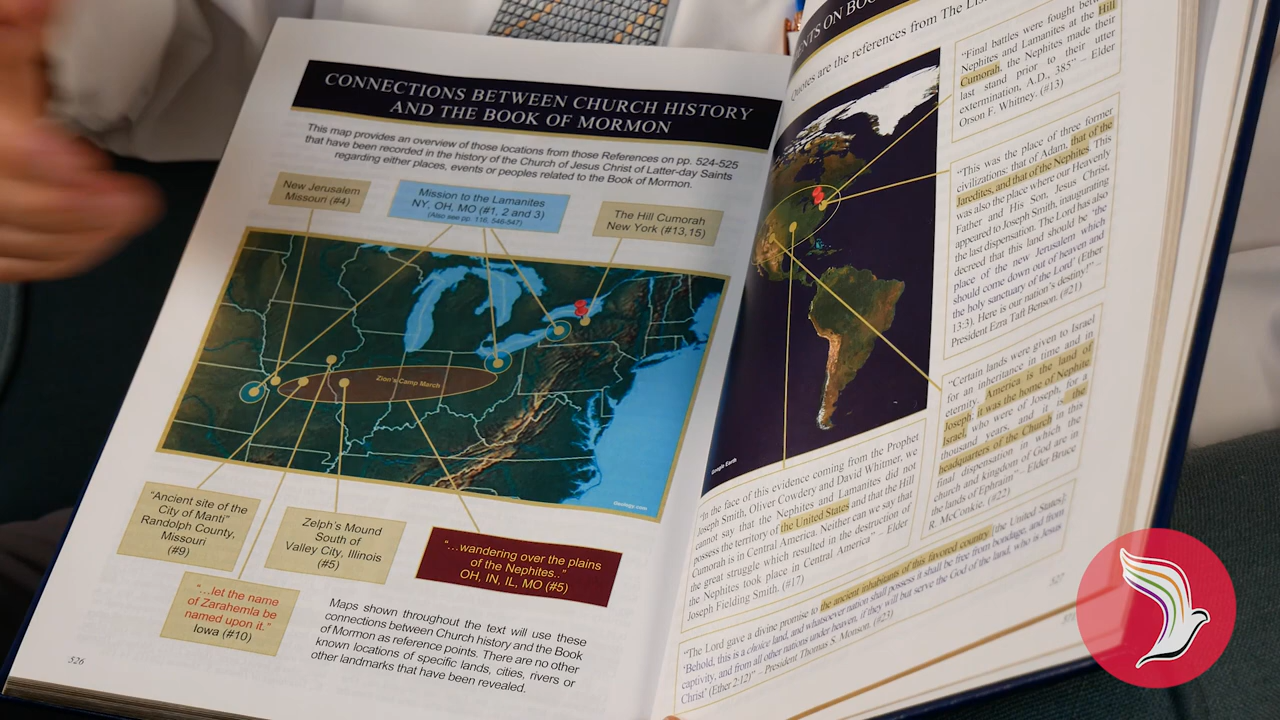 CONNECTIONS BETWEEN CHURCH HISTORY
AND THE BOOK OF MORMON
This map provides an overview of those locations from those References on pp. 524-525
that have been recorded in the history of the Church of Jesus Christ of Latter-day Saints
regarding either places, events or peoples related to the Book of Mormon.
New Jerusalem
Missouri (#4)
Mission to the Lamanites
NY, OH, MO (#1, 2 and 3)
(Also see pp. 116, 546-547)
The Hill Cumorah
New York (#13,15)
Zion's Camp March
Geology.com
"Ancient site of the
City of Manti"
Randolph County,
Missouri
(#9)
Zelph's Mound
South of
Valley City, Illinois
(#5)
"...wandering over the plains
of the Nephites.."
OH, IN, IL, MO (#5)
"...let the name
of Zarahemla be
named upon it."
Iowa (#10)
Maps shown throughout the text will use these
connections between Church history and the Book
of Mormon as reference points. There are no other
known locations of specific lands, cities, rivers or
other landmarks that have been revealed.
526
Quotes are the references from The
"Final battles were fought
Nephites and Lamanites at the Hill
Cumorah, the Nephites made their
last stand prior to their utter
extermination, A.D., 385" – Elder
Orson F. Whitney. (#13)
"This was the place of three former
civilizations; that of Adam, that of the
Jaredites, and that of the Nephites. This
was also the place where our Heavenly
Father and His Son, Jesus Christ,
appeared to Joseph Smith, inaugurating
the last dispensation. The Lord has also
decreed that this land should be 'the
place of the new Jerusalem which
should come down out of heaven and
the holy sanctuary of the Lord' (Ether
13:3). Here is our nation's destiny!" –
President Ezra Taft Benson. (#21)
"Certain lands were given to Israel
for an inheritance in time and in
eternity. America is the land of
Joseph; it was the home of Nephite
Israel, who were of Joseph, for a
thousand years, and it is the
headquarters of the Church in this
final dispensation in which the
church and kingdom of God are in
the lands of Ephraim" – Elder Bruce
R. McConkie. (#22)
Google Earth
"In the face of this evidence coming from the Prophet
Joseph Smith, Oliver Cowdery and David Whitmer, we
cannot say that the Nephites and Lamanites did not
possess the territory of the United States and that the Hill
Cumorah is in Central America. Neither can we say that
the great struggle which resulted in the destruction of
the Nephites took place in Central America" – Elder
Joseph Fielding Smith. (#17)
"The Lord gave a divine promise to the ancient inhabitants of this favored country [the United States]:
'Behold, this is a choice land, and whatsoever nation shall possess it shall be free from bondage, and from
captivity, and from all other nations under heaven, if they will but serve the God of the land, who is Jesus
Christ' (Ether 2:12)" – President Thomas S. Monson. (#23)
527